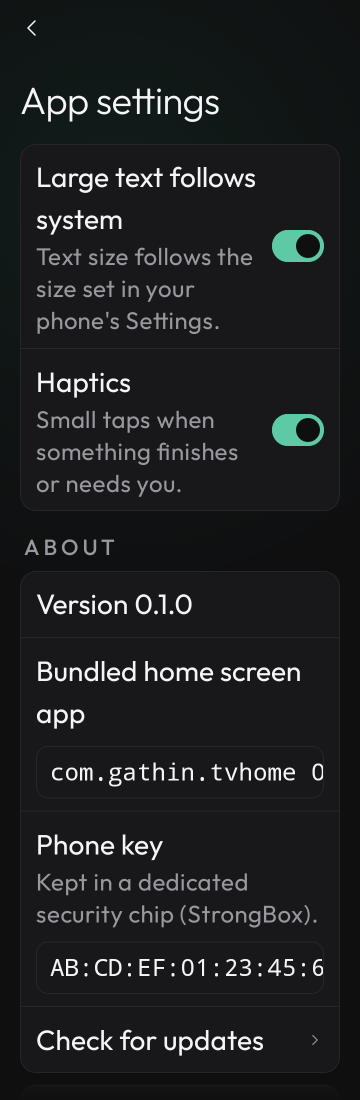 App settings
Large text follows
system
Text size follows the
size set in your
phone's Settings.
Haptics
Small taps when
something finishes
or needs you.
ABOUT
Version 0.1.0
Bundled home screen
app
com.gathin.tvhome
Phone key
Kept in a dedicated
security chip (StrongBox).
AB:CD:EF:01:23:45:6
Check for updates